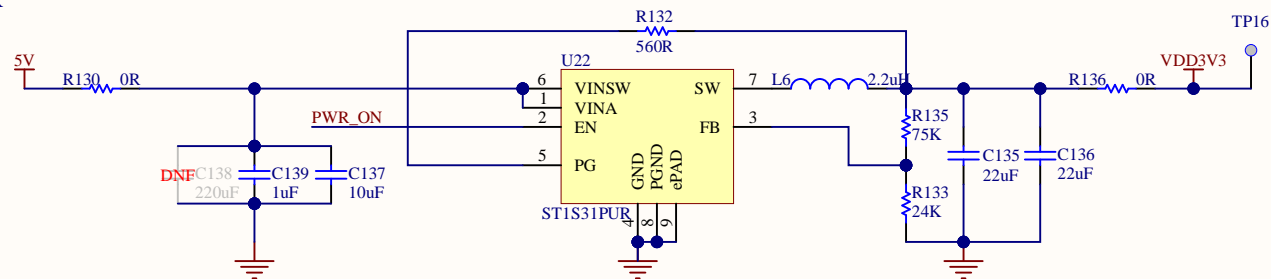 R132
560R
TP16
5V
R130 0R
U22
VDD3V3
L6 2.2uH
R136 0R
6 VINSW SW 7
1 VINA
PWR_ON 2 EN FB 3
R135
75K
5 PG
GND PGND ePAD
C135
22uF
C136
22uF
DNF C138
220uF
C139
1uF
C137
10uF
R133
24K
ST1S31PUR
4 8 9